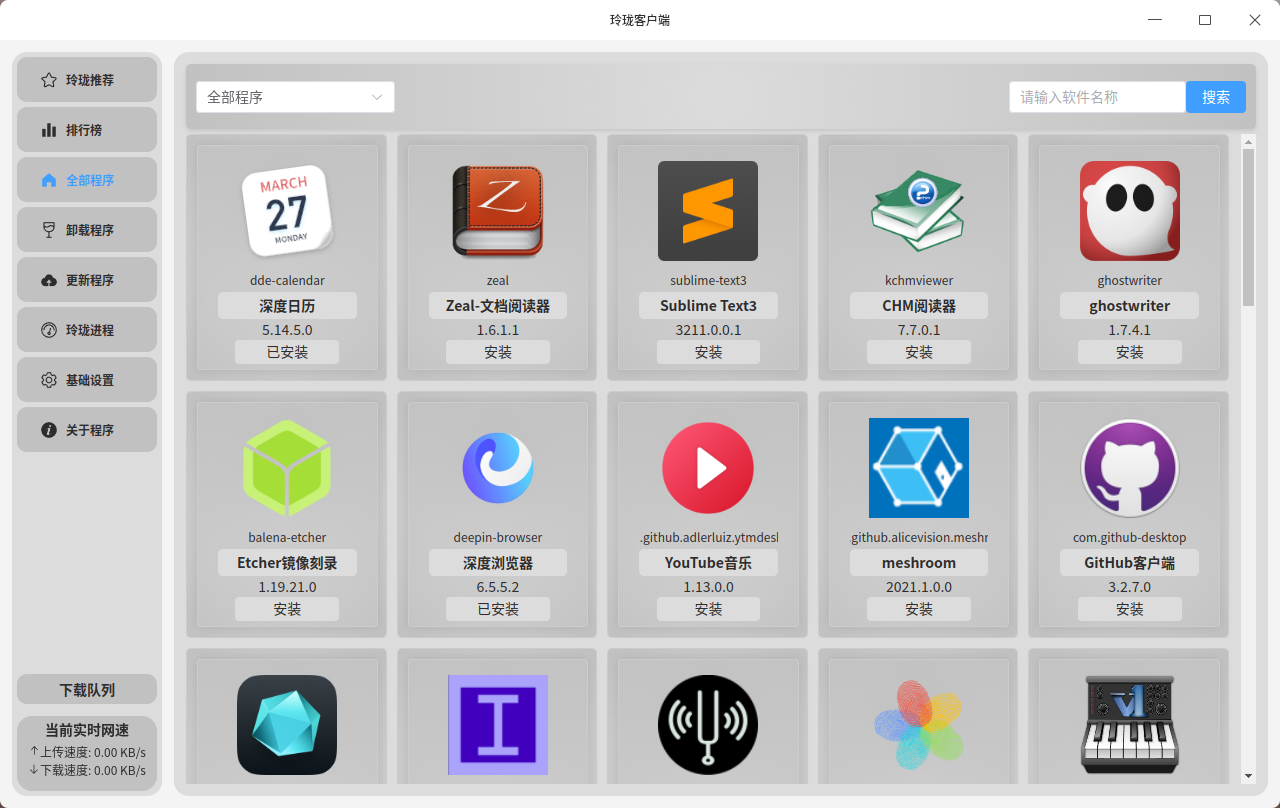 玲珑客户端
玲珑推荐
排行榜
全部程序
卸载程序
更新程序
玲珑进程
基础设置
关于程序
下载队列
当前实时网速
↑上传速度: 0.00 KB/s
↓下载速度: 0.00 KB/s
全部程序
请输入软件名称
搜索
MARCH
27
MONDAY
dde-calendar
深度日历
5.14.5.0
已安装
Z
zeal
Zeal-文档阅读器
1.6.1.1
安装
sublime-text3
Sublime Text3
3211.0.0.1
安装
kchmviewer
CHM阅读器
7.7.0.1
安装
ghostwriter
ghostwriter
1.7.4.1
安装
balena-etcher
Etcher镜像刻录
1.19.21.0
安装
deepin-browser
深度浏览器
6.5.5.2
已安装
.github.adlerluiz.ytmdesl
YouTube音乐
1.13.0.0
安装
github.alicevision.meshr
meshroom
2021.1.0.0
安装
com.github-desktop
GitHub客户端
3.2.7.0
安装
I
v1